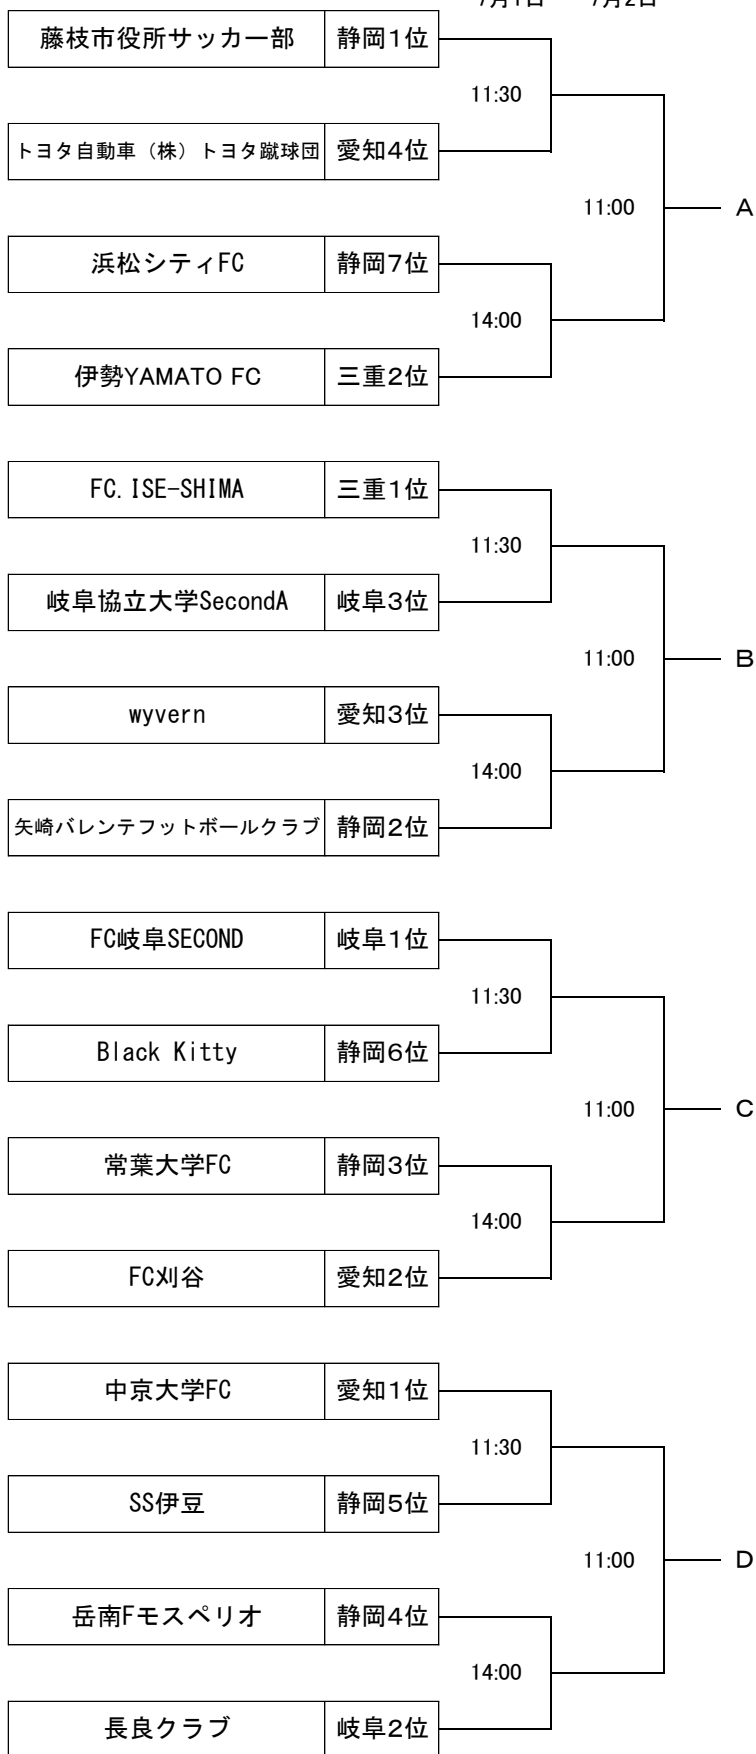 7月1日 7月2日
藤枝市役所サッカー部 静岡1位
11:30
トヨタ自動車（株）トヨタ蹴球団 愛知4位
11:00 A
浜松シティFC 静岡7位
14:00
伊勢YAMATO FC 三重2位
FC.ISE-SHIMA 三重1位
11:30
岐阜協立大学SecondA 岐阜3位
11:00 B
wyvern 愛知3位
14:00
矢崎バレンテフットボールクラブ 静岡2位
FC岐阜SECOND 岐阜1位
11:30
Black Kitty 静岡6位
11:00 C
常葉大学FC 静岡3位
14:00
FC刈谷 愛知2位
中京大学FC 愛知1位
11:30
SS伊豆 静岡5位
11:00 D
岳南Fモスペリオ 静岡4位
14:00
長良クラブ 岐阜2位